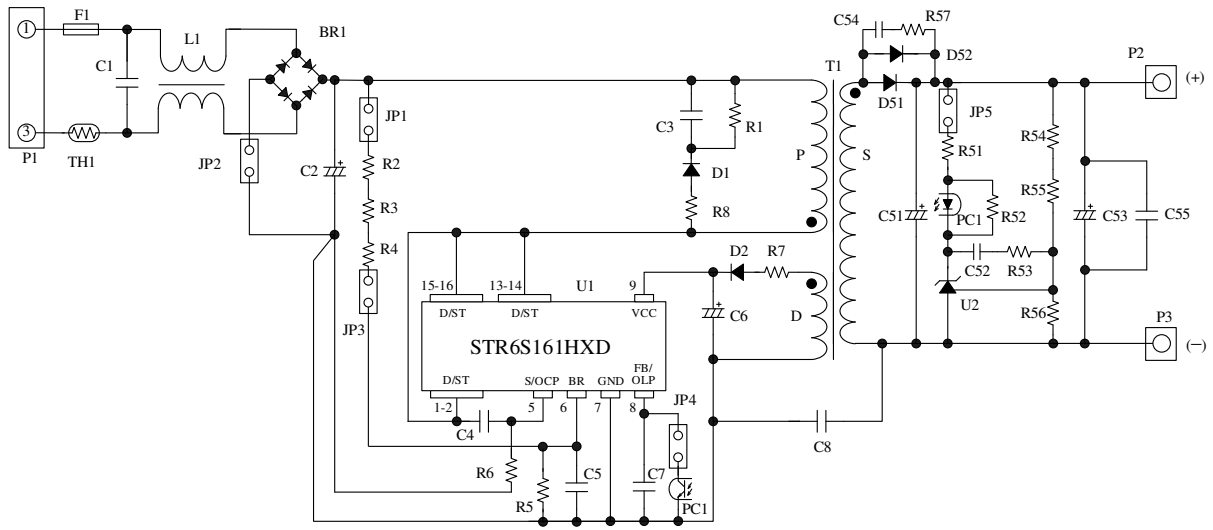 C54
R57
F1
1
L1
BR1
D52
T1
P2
(+)
C1
D51
JP1
C3
R1
JP5
R54
3
P1
TH1
JP2
C2
R2
D1
P
S
R51
R3
R8
C51
PC1
R52
R55
C53
C55
R4
D2
R7
C52
R53
15-16
13-14
U1
9
U2
JP3
D/ST
D/ST
VCC
C6
D
R56
P3
(−)
STR6S161HXD
D/ST
S/OCP
BR
GND
FB/
OLP
1-2
5
6
7
8
JP4
C4
C8
R6
C5
C7
R5
PC1